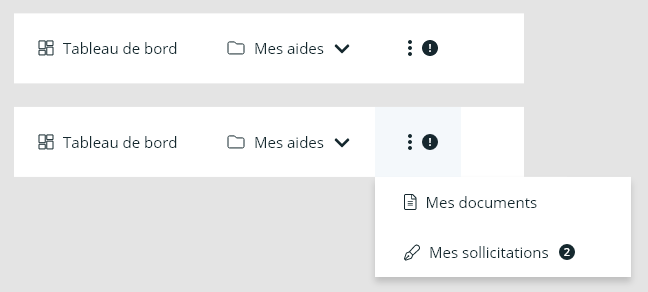 Tableau de bord Mes aides !
Tableau de bord Mes aides !
Mes documents
Mes sollicitations 2